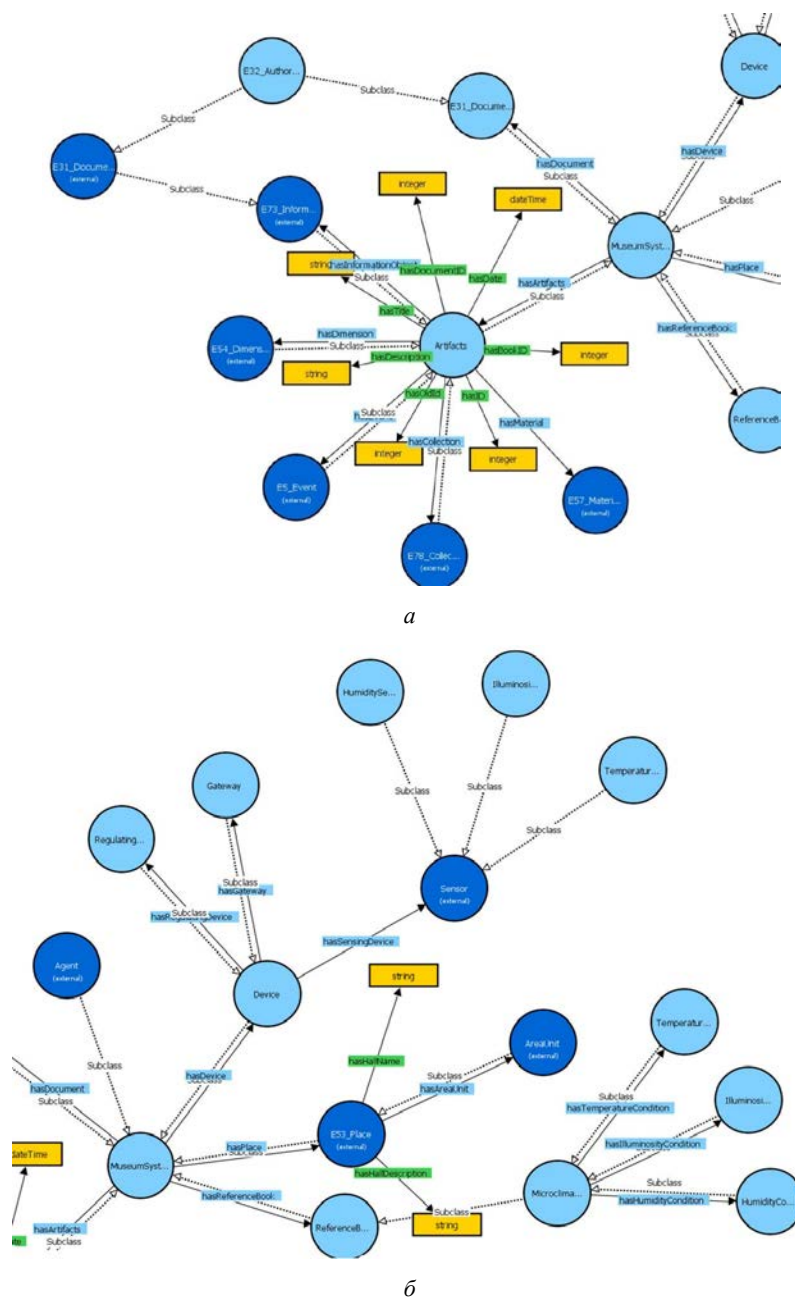 E32_Author...
Device
Subclass
Subclass
E31_Docume...
E31_Docume...
(external)
hasDocument
hasDevice
Subclass
Subclass
Subclass
integer
dateTime
Subclass
E73_Inform...
(external)
MuseumSyst...
string
hasInformationObject
hasDocumentID
hasDate
hasPlace
Subclass
hasArtifacts
Subclass
hasTitle
hasReferenceBook
hasDimension
Subclass
E54_Dimens...
(external)
Artifacts
hasBookID
integer
hasDescription
string
hasOldId
hasID
Subclass
hasMaterial
ReferenceB...
hasCollection
Subclass
integer
integer
E5_Event
(external)
E57_Materi...
(external)
E78_Collec...
(external)
а
HumiditySe...
Illuminosi...
Temperatur...
Gateway
Subclass
Subclass
Subclass
Regulating...
Subclass
hasGateway
Sensor
(external)
Subclass
hasRegulatingDevice
hasSensingDevice
Agent
(external)
string
Device
Temperatur...
AreaUnit
(external)
Subclass
hasHallName
Subclass
hasAreaUnit
hasDevice
Subclass
hasDocument
Subclass
Subclass
hasTemperatureCondition
Illuminosi...
E53_Place
(external)
hasPlace
Subclass
hasIlluminosityCondition
dateTime
MuseumSyst...
hasHallDescription
Subclass
hasHumidityCondition
Microclima...
HumidityCo...
hasReferenceBook
hasArtifacts
Subclass
ReferenceB...
Subclass
string
б